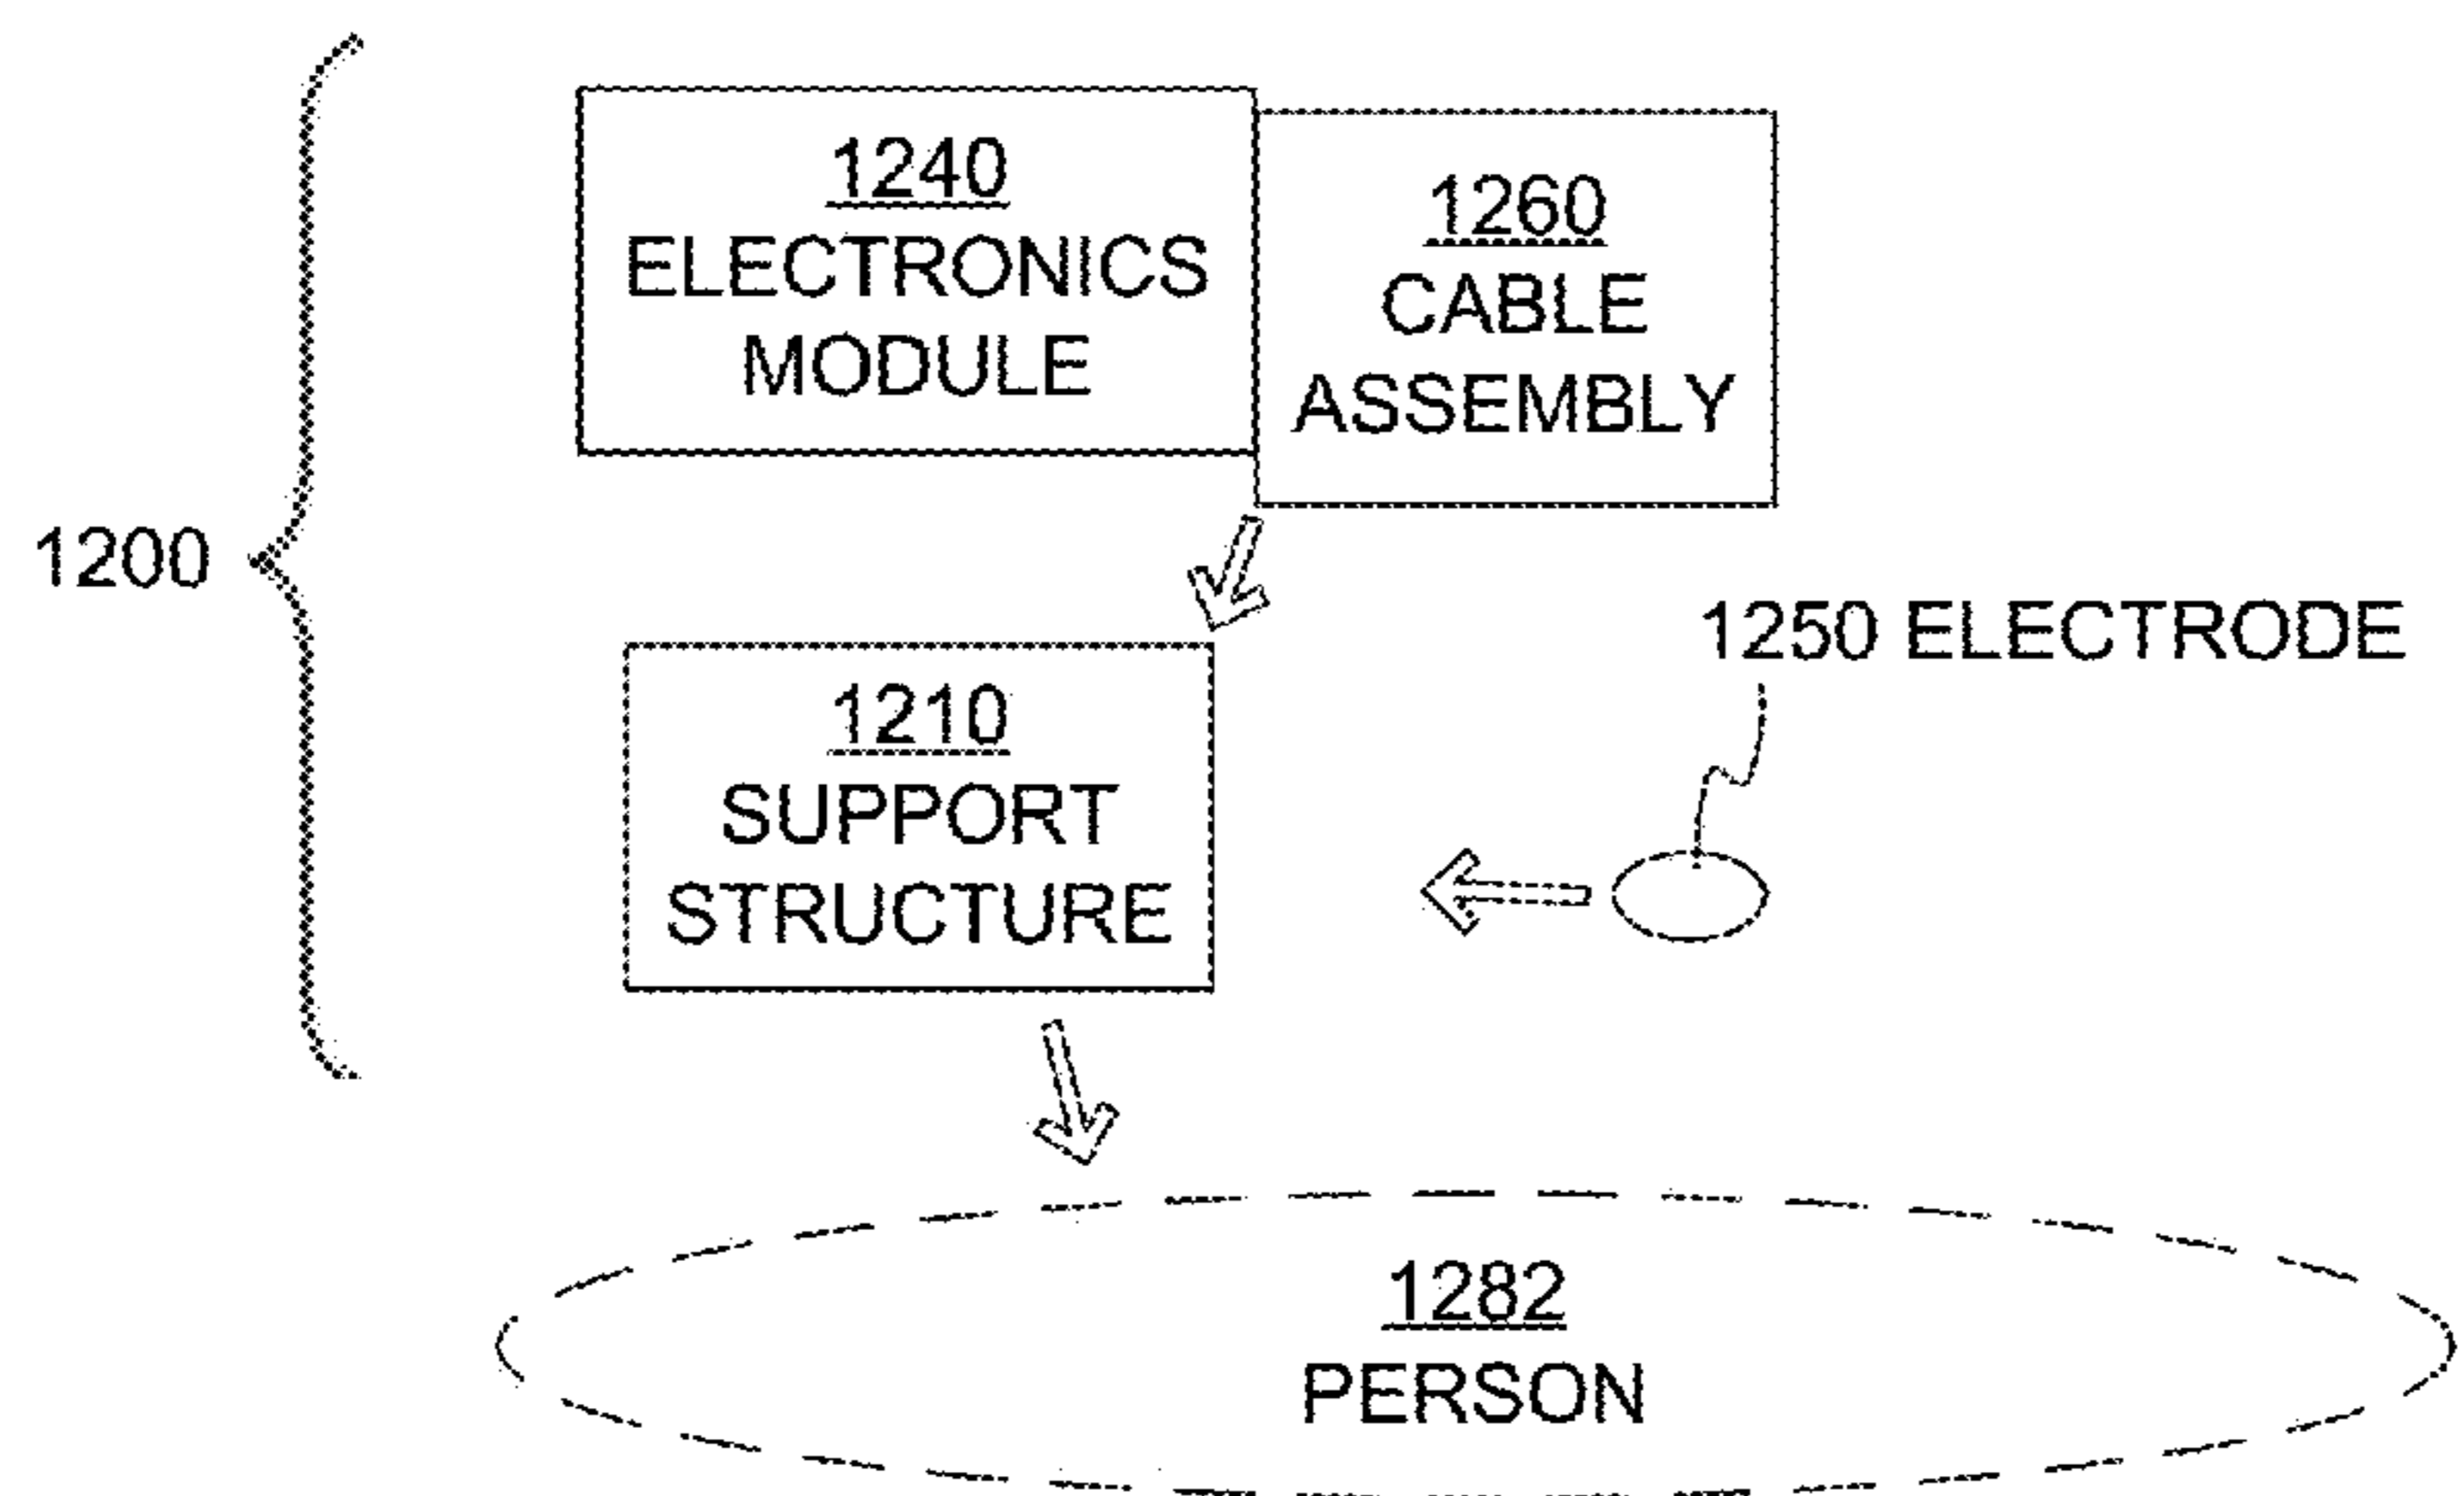 1240
ELECTRONICS
MODULE
1260
CABLE
ASSEMBLY
1200
1250 ELECTRODE
1210
SUPPORT
STRUCTURE
1282
PERSON